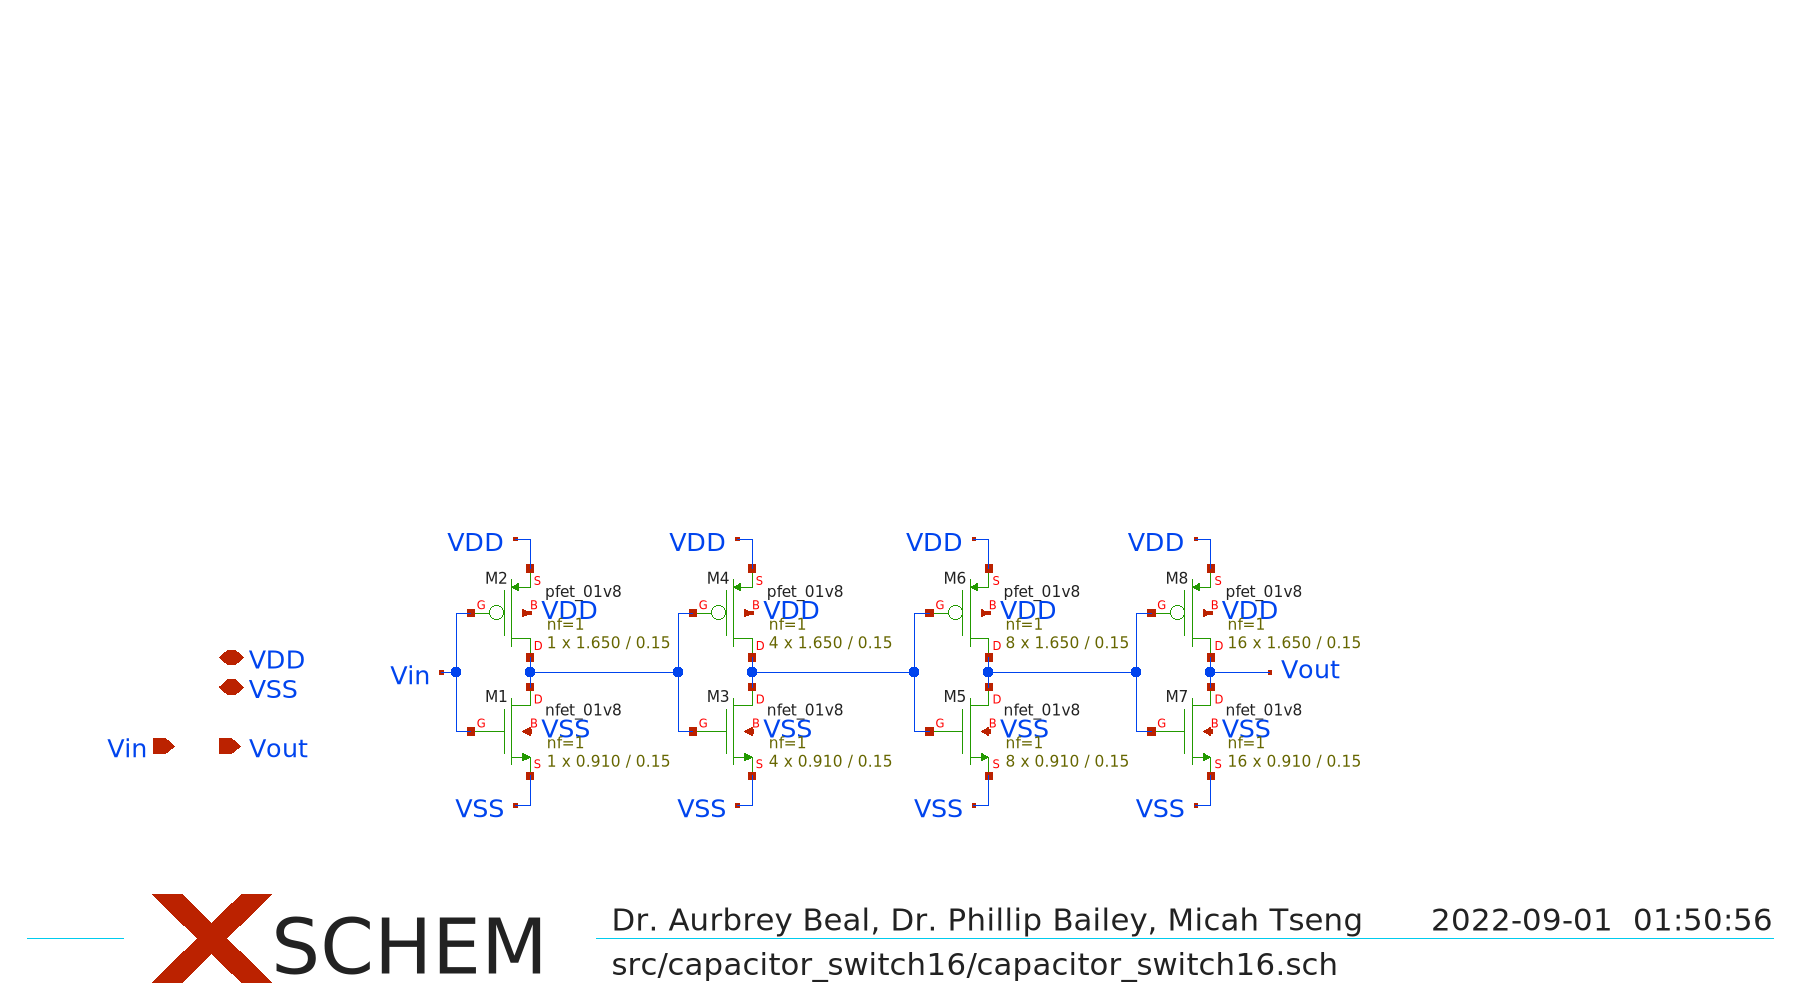 VDD VDD VDD VDD
M2 S M4 S M6 S M8 S
pfet_01v8 pfet_01v8 pfet_01v8 pfet_01v8
G B VDD G B VDD G B VDD G B VDD
nf=1 nf=1 nf=1 nf=1
D 1 x 1.650 / 0.15 D 4 x 1.650 / 0.15 D 8 x 1.650 / 0.15 D 16 x 1.650 / 0.15
VDD
Vin Vout
VSS
M1 D M3 D M5 D M7 D
nfet_01v8 nfet_01v8 nfet_01v8 nfet_01v8
G B VSS G B VSS G B VSS G B VSS
nf=1 nf=1 nf=1 nf=1
Vin Vout
S 1 x 0.910 / 0.15 S 4 x 0.910 / 0.15 S 8 x 0.910 / 0.15 S 16 x 0.910 / 0.15
VSS VSS VSS VSS
XSCHEM
Dr. Aurbrey Beal, Dr. Phillip Bailey, Micah Tseng 2022-09-01 01:50:56
src/capacitor_switch16/capacitor_switch16.sch